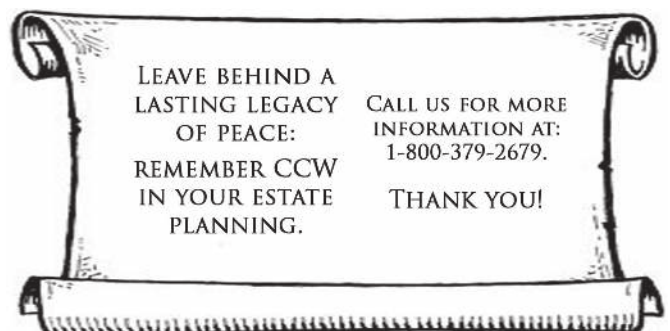 LEAVE BEHIND A
LASTING LEGACY
OF PEACE:
REMEMBER CCW
IN YOUR ESTATE
PLANNING.
CALL US FOR MORE
INFORMATION AT:
1-800-379-2679.
THANK YOU!